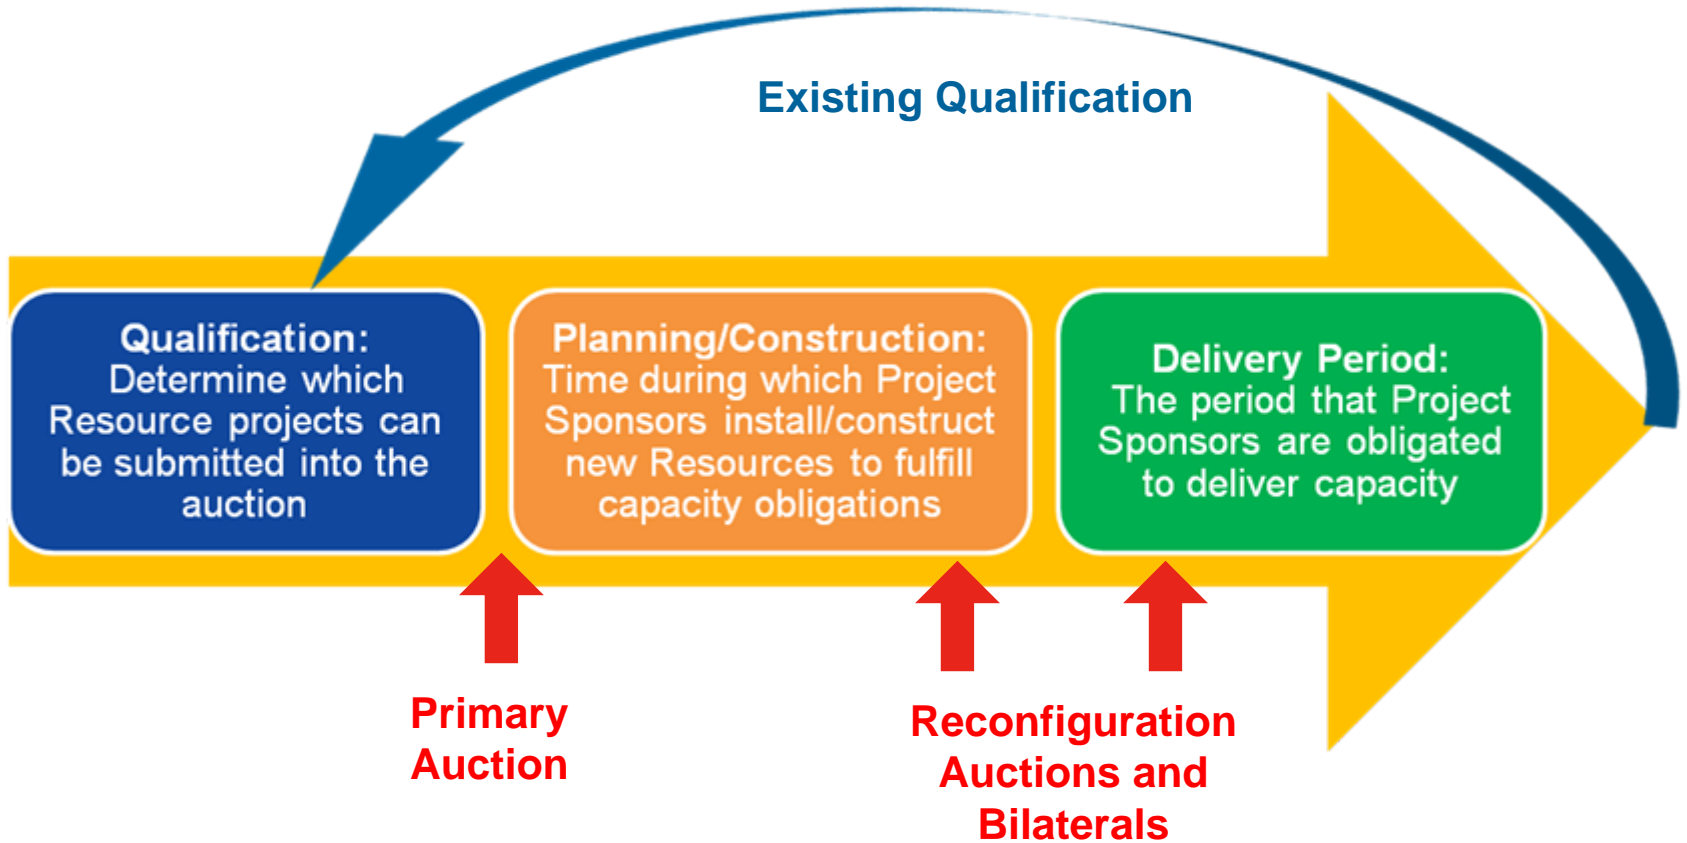 Existing Qualification
Qualification:
Determine which
Resource projects can
be submitted into the
auction
Planning/Construction:
Time during which Project
Sponsors install/construct
new Resources to fulfill
capacity obligations
Delivery Period:
The period that Project
Sponsors are obligated
to deliver capacity
Primary
Auction
Reconfiguration
Auctions and
Bilaterals